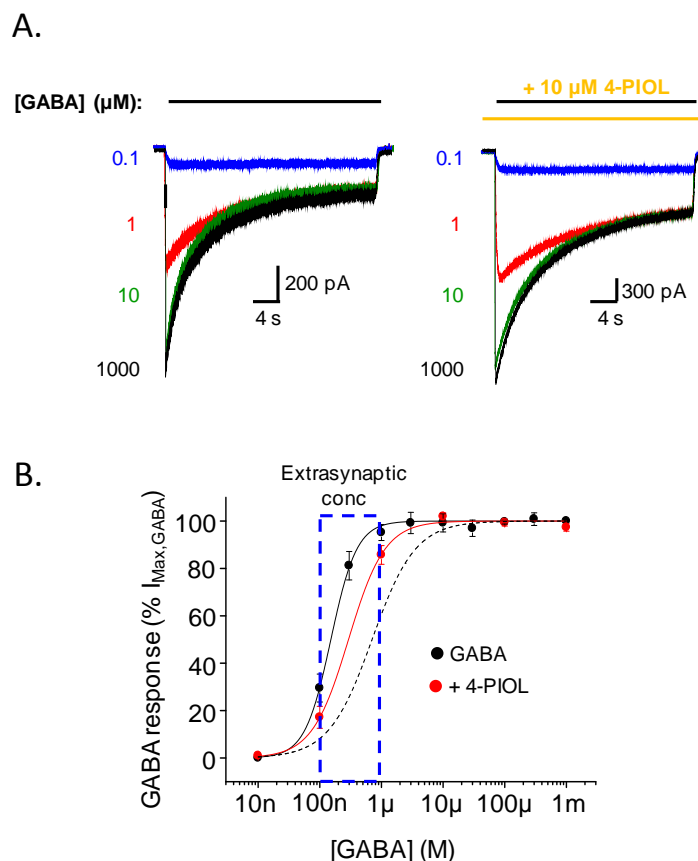 A.
[GABA] (µM):
+ 10 µM 4-PIOL
0.1
1
10
1000
200 pA
4 s
0.1
1
10
1000
300 pA
4 s
B.
Extrasynaptic
conc
GABA response (% IMax,GABA)
100
80
60
40
20
0
GABA
+ 4-PIOL
10n
100n
1µ
10µ
100µ
1m
[GABA] (M)